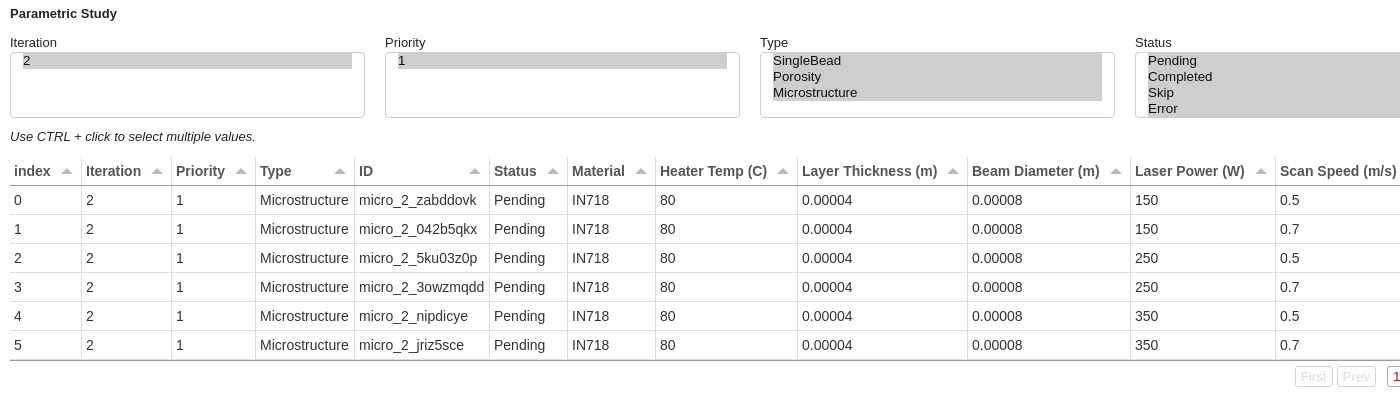 Parametric Study
Iteration Priority Type Status
2 1 SingleBead Pending
Porosity Completed
Microstructure Skip
Error
Use CTRL + click to select multiple values.
index Iteration Priority Type ID Status Material Heater Temp (C) Layer Thickness (m) Beam Diameter (m) Laser Power (W) Scan Speed (m/s)
0 2 1 Microstructure micro_2_zabddovk Pending IN718 80 0.00004 0.00008 150 0.5
1 2 1 Microstructure micro_2_042b5qkx Pending IN718 80 0.00004 0.00008 150 0.7
2 2 1 Microstructure micro_2_5ku03z0p Pending IN718 80 0.00004 0.00008 250 0.5
3 2 1 Microstructure micro_2_3owzmqdd Pending IN718 80 0.00004 0.00008 250 0.7
4 2 1 Microstructure micro_2_nipdicye Pending IN718 80 0.00004 0.00008 350 0.5
5 2 1 Microstructure micro_2_jriz5sce Pending IN718 80 0.00004 0.00008 350 0.7
First Prev 1